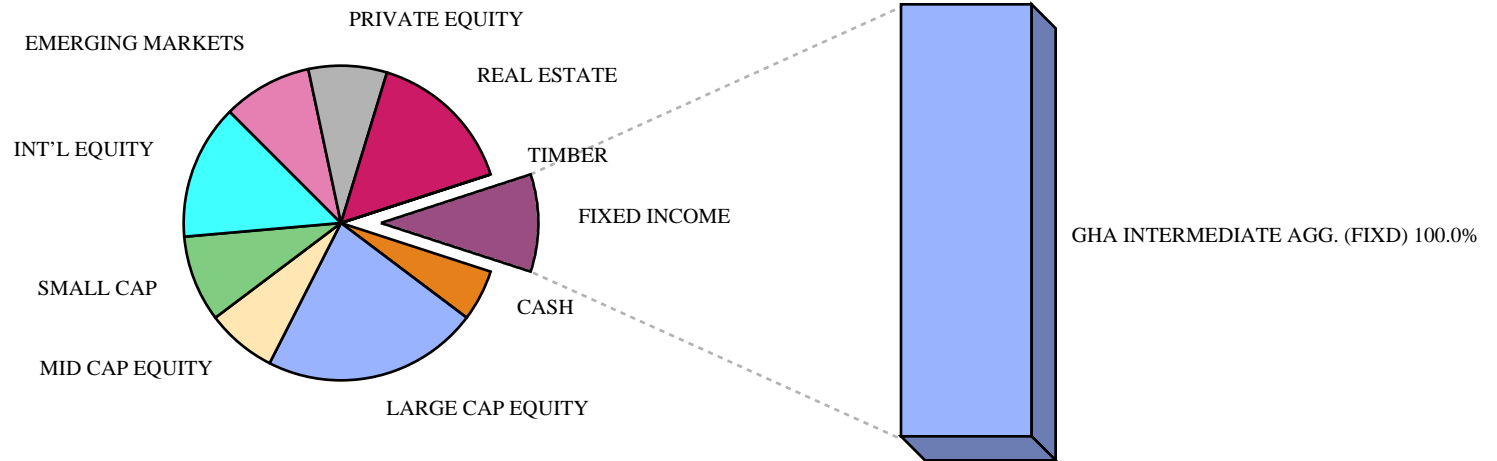 PRIVATE EQUITY
EMERGING MARKETS
REAL ESTATE
INT'L EQUITY
TIMBER
FIXED INCOME
GHA INTERMEDIATE AGG. (FIXD) 100.0%
SMALL CAP
CASH
MID CAP EQUITY
LARGE CAP EQUITY